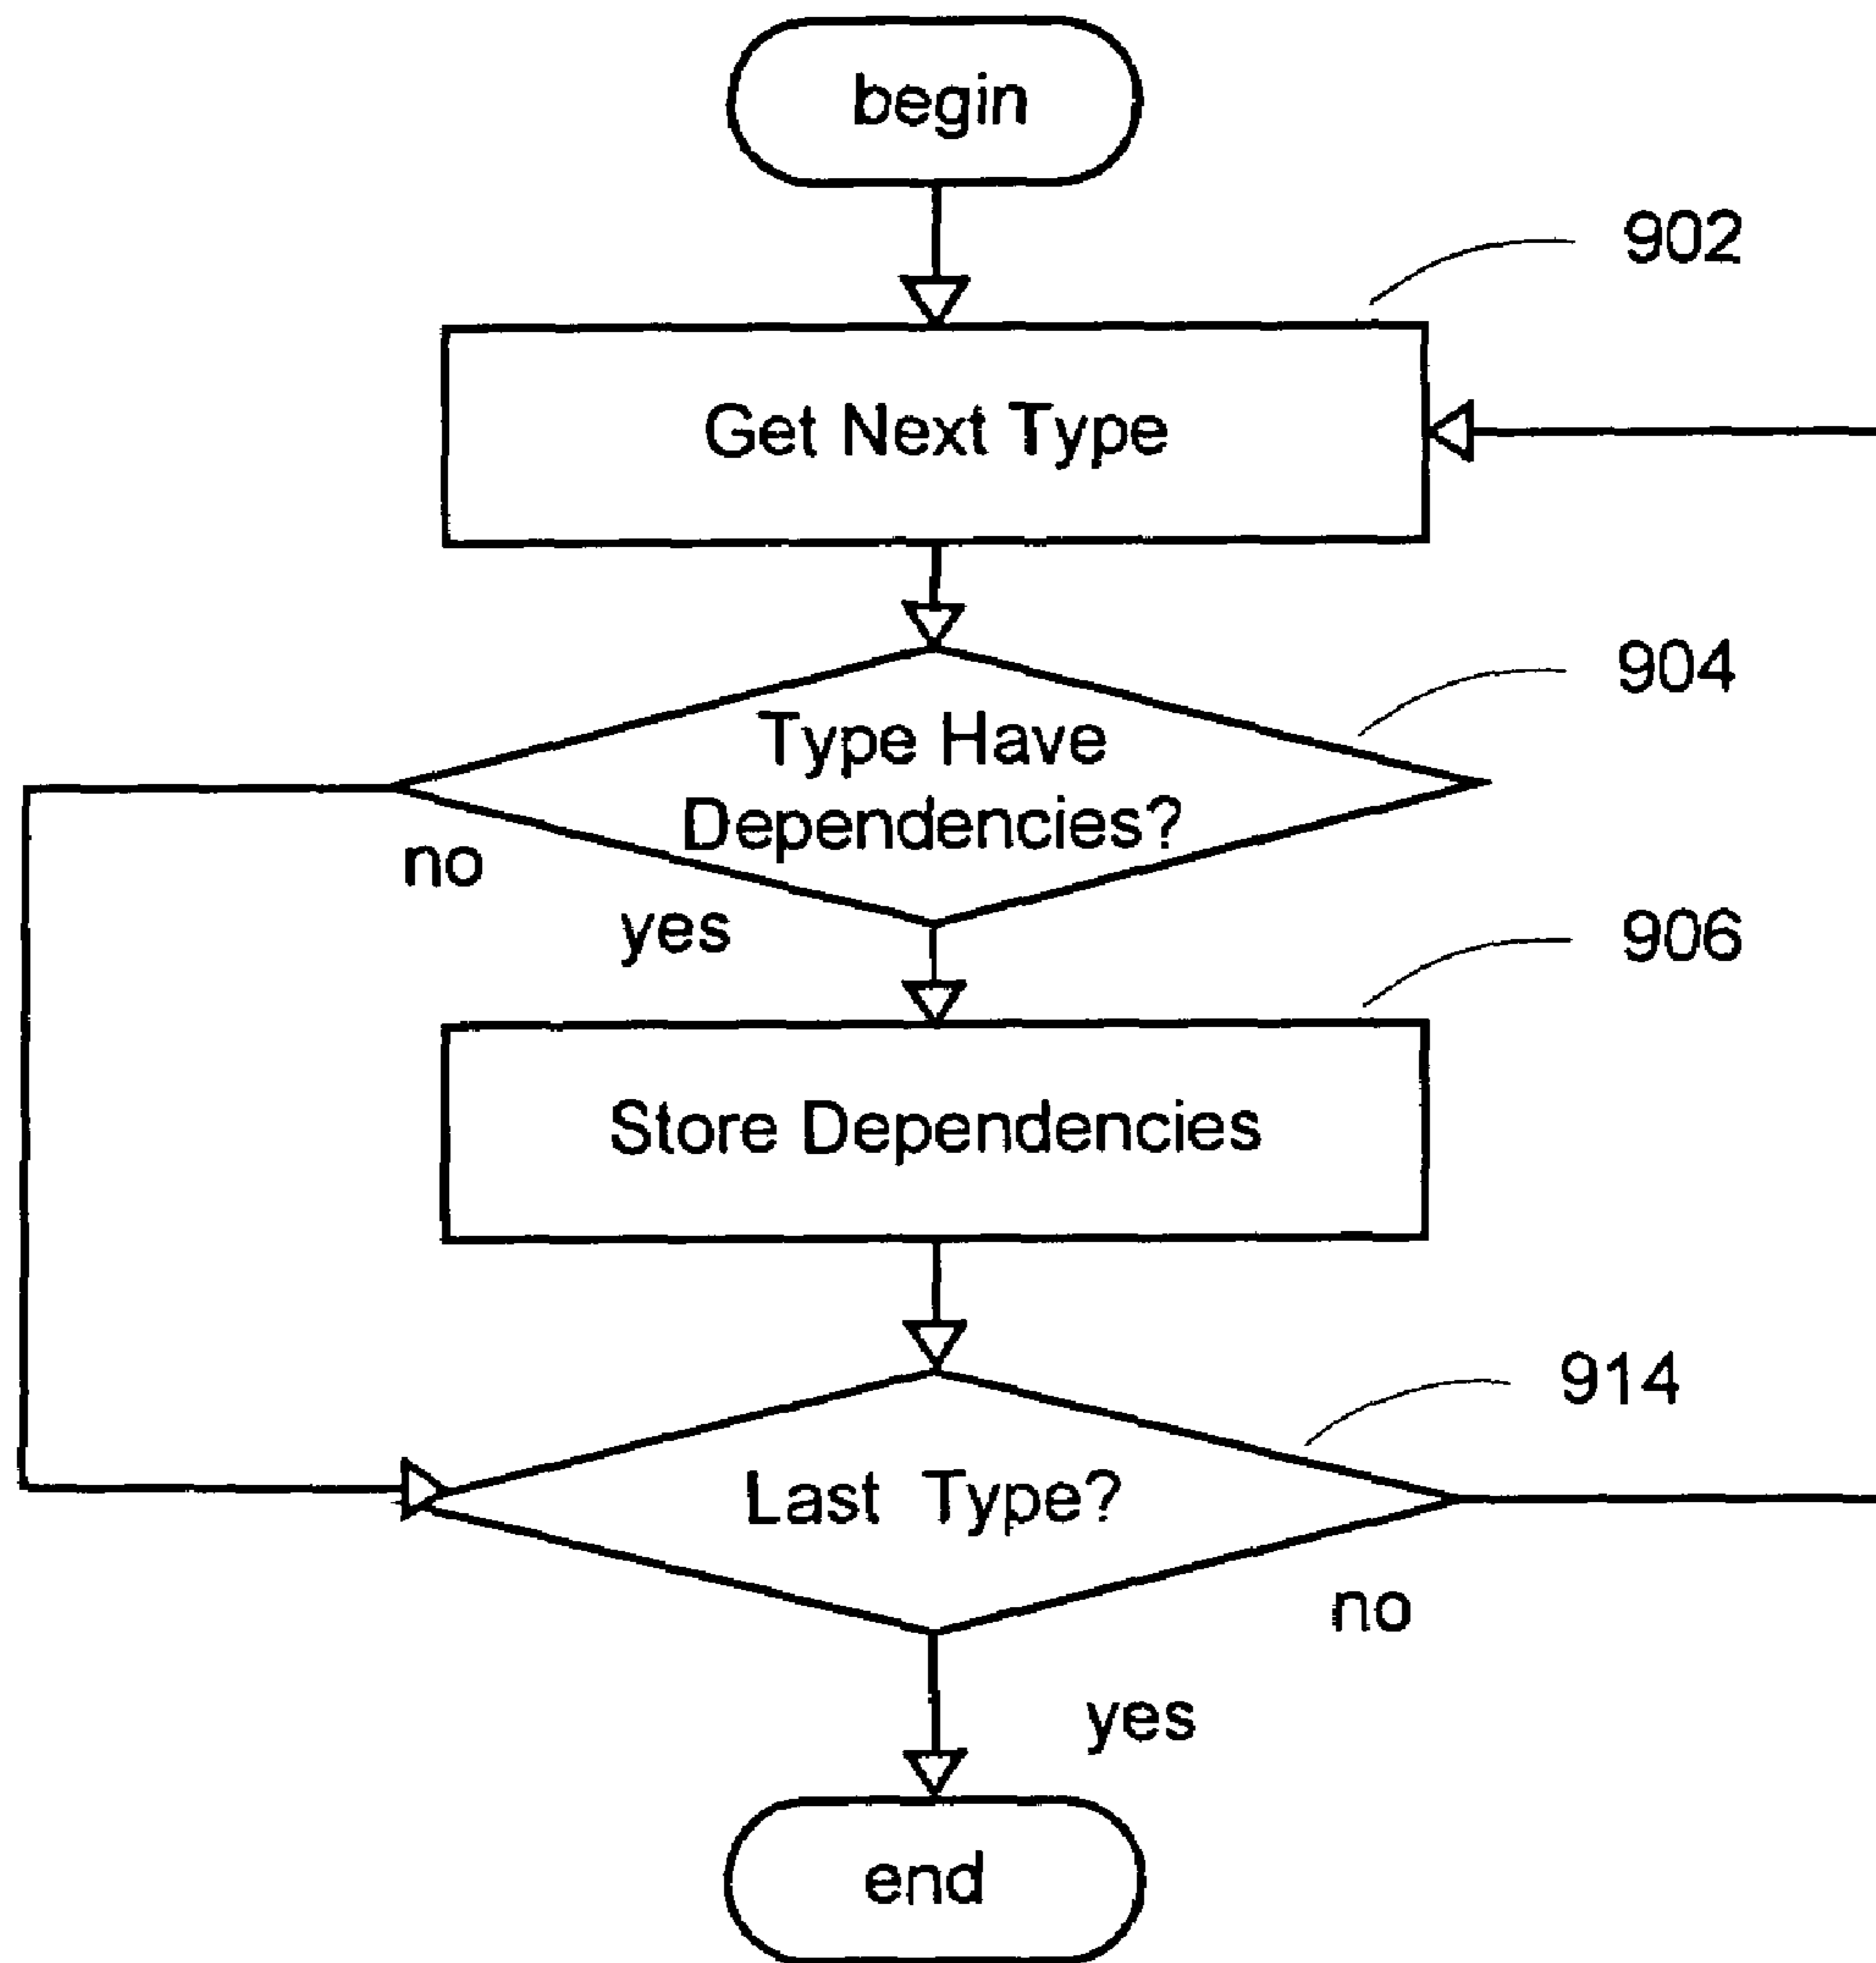 begin
902
Get Next Type
904
Type Have
Dependencies?
no
yes
906
Store Dependencies
914
Last Type?
no
yes
end